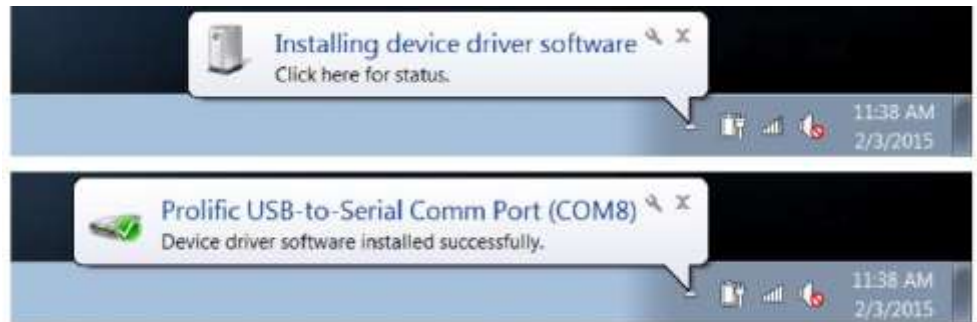 Installing device driver software
Click here for status.
11:38 AM
2/3/2015
Prolific USB-to-Serial Comm Port (COM8)
Device driver software installed successfully.
11:38 AM
2/3/2015